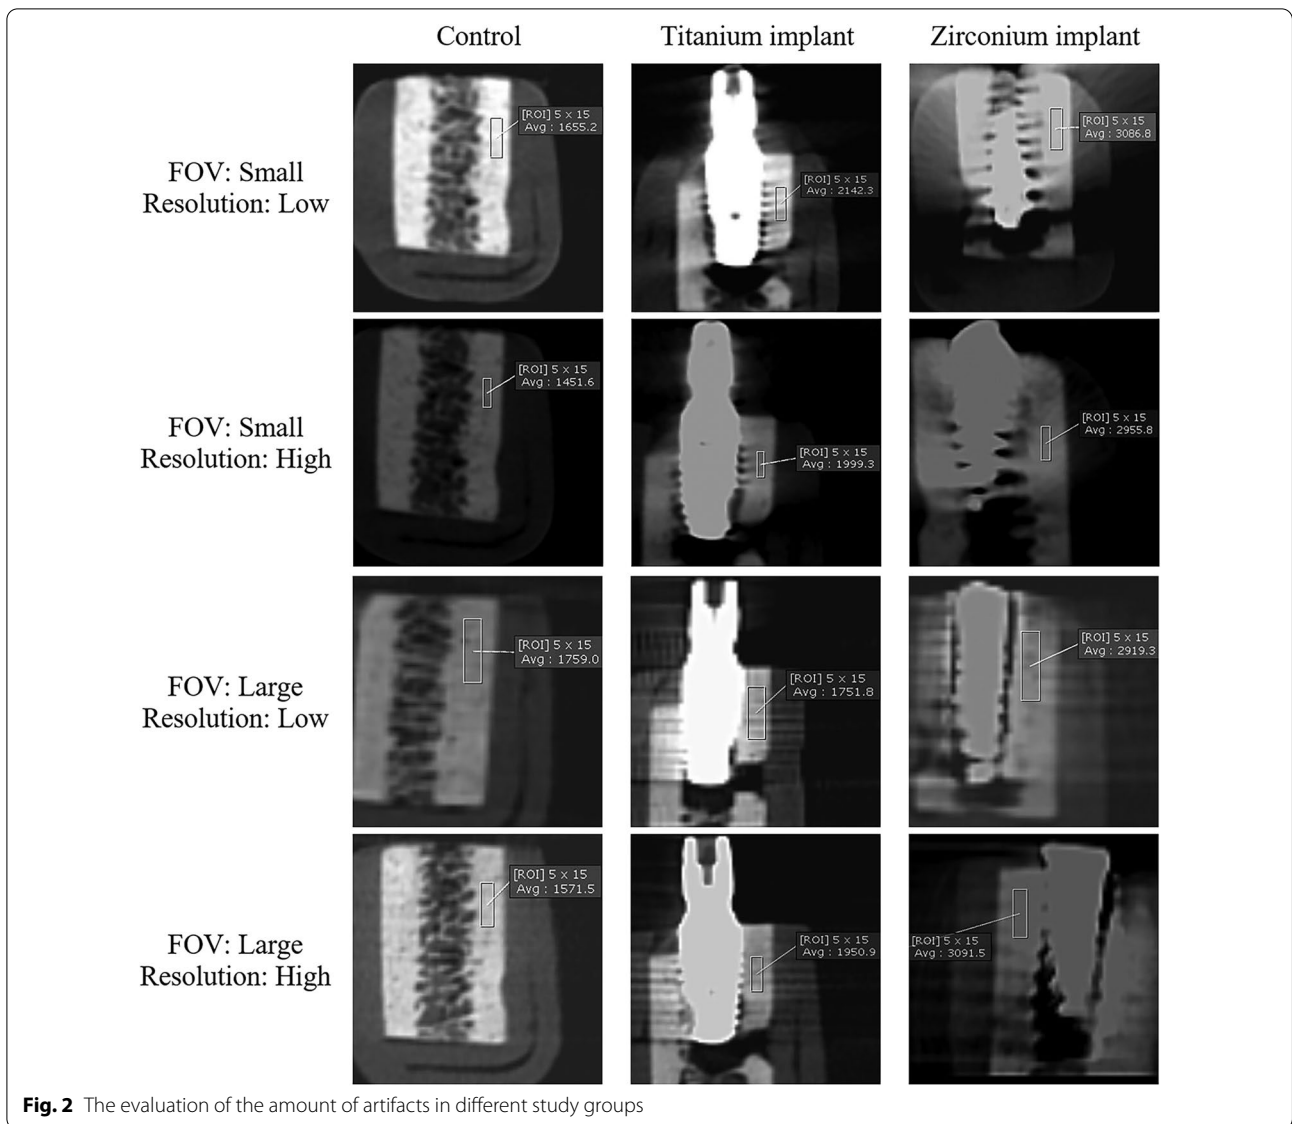 Control Titanium implant Zirconium implant
FOV: Small
Resolution: Low
[ROI] 5 x 15
Avg : 1655.2
[ROI] 5 x 15
Avg : 2142.3
[ROI] 5 x 15
Avg : 3086.8
FOV: Small
Resolution: High
[ROI] 5 x 15
Avg : 1451.6
[ROI] 5 x 15
Avg : 1999.3
[ROI] 5 x 15
Avg : 2955.8
FOV: Large
Resolution: Low
[ROI] 5 x 15
Avg : 1759.0
[ROI] 5 x 15
Avg : 1751.8
[ROI] 5 x 15
Avg : 2919.3
FOV: Large
Resolution: High
[ROI] 5 x 15
Avg : 1571.5
[ROI] 5 x 15
Avg : 1950.9
[ROI] 5 x 15
Avg : 3091.5
Fig. 2 The evaluation of the amount of artifacts in different study groups